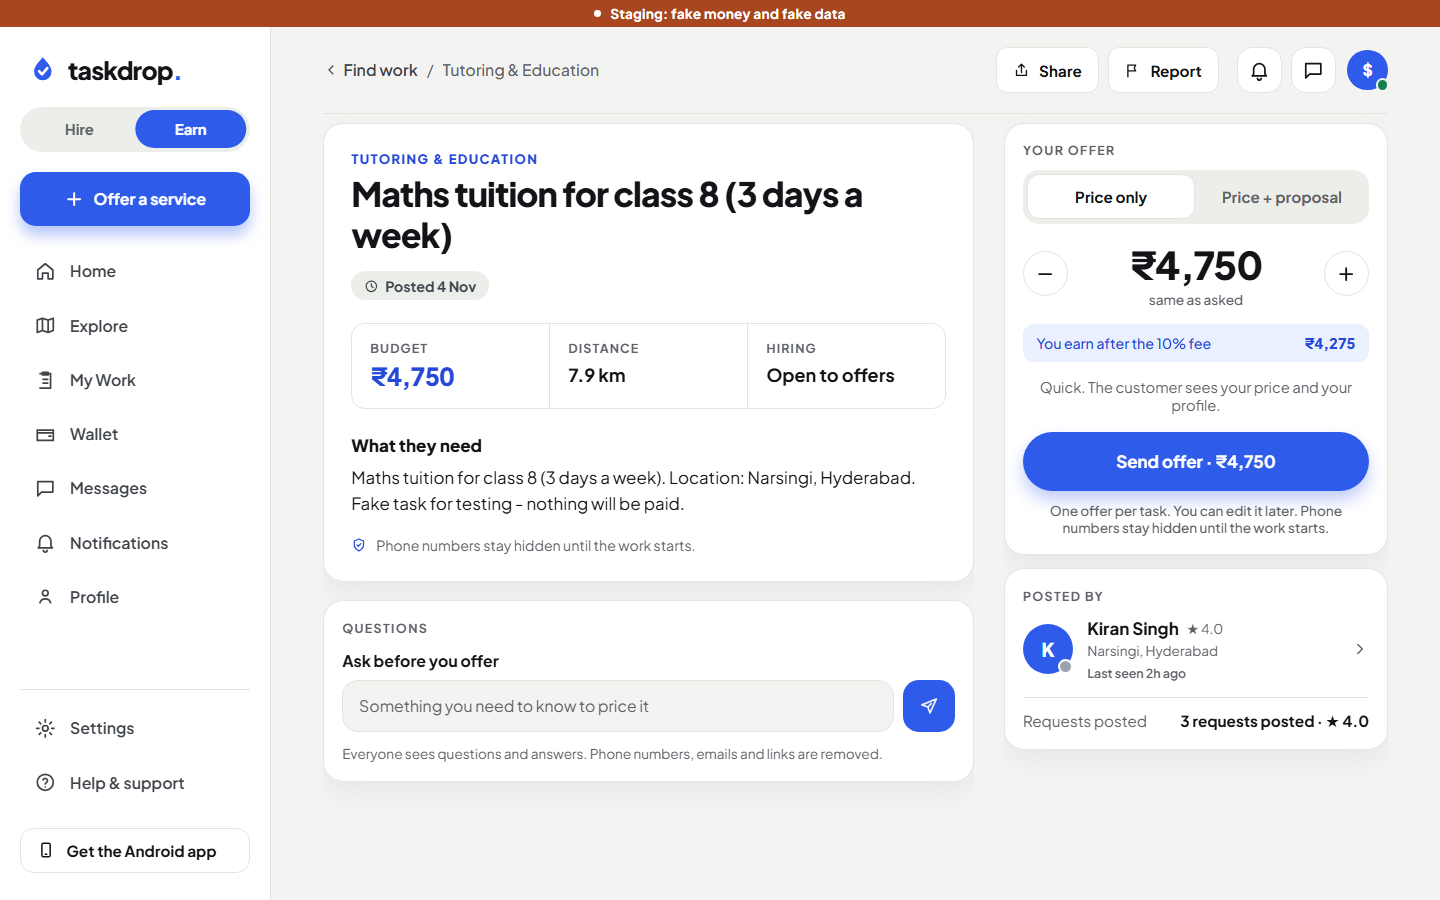 Staging: fake money and fake data
taskdrop.
Hire
Earn
Offer a service
Home
Explore
My Work
Wallet
Messages
Notifications
Profile
Settings
Help & support
Get the Android app
Find work / Tutoring & Education
Share
Report
$
TUTORING & EDUCATION
Maths tuition for class 8 (3 days a
week)
Posted 4 Nov
BUDGET
₹4,750
DISTANCE
7.9 km
HIRING
Open to offers
What they need
Maths tuition for class 8 (3 days a week). Location: Narsingi, Hyderabad.
Fake task for testing - nothing will be paid.
Phone numbers stay hidden until the work starts.
QUESTIONS
Ask before you offer
Something you need to know to price it
Everyone sees questions and answers. Phone numbers, emails and links are removed.
YOUR OFFER
Price only
Price + proposal
₹4,750
same as asked
You earn after the 10% fee
₹4,275
Quick. The customer sees your price and your
profile.
Send offer · ₹4,750
One offer per task. You can edit it later. Phone
numbers stay hidden until the work starts.
POSTED BY
K
Kiran Singh ★ 4.0
Narsingi, Hyderabad
Last seen 2h ago
Requests posted
3 requests posted · ★ 4.0